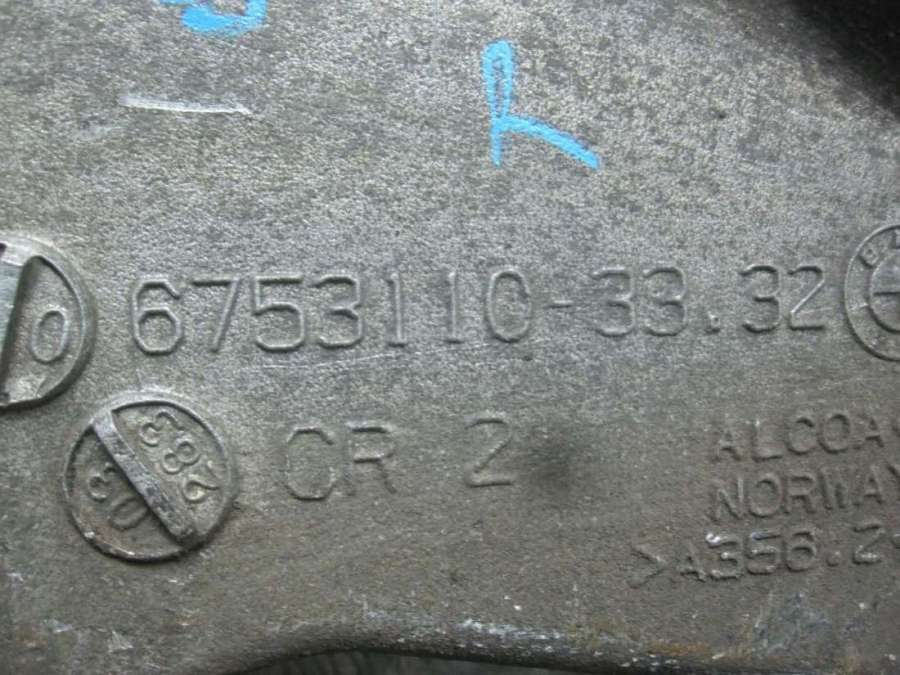 6753110-33.32
CR 2
ALCOA
NORWAY
>A356.2